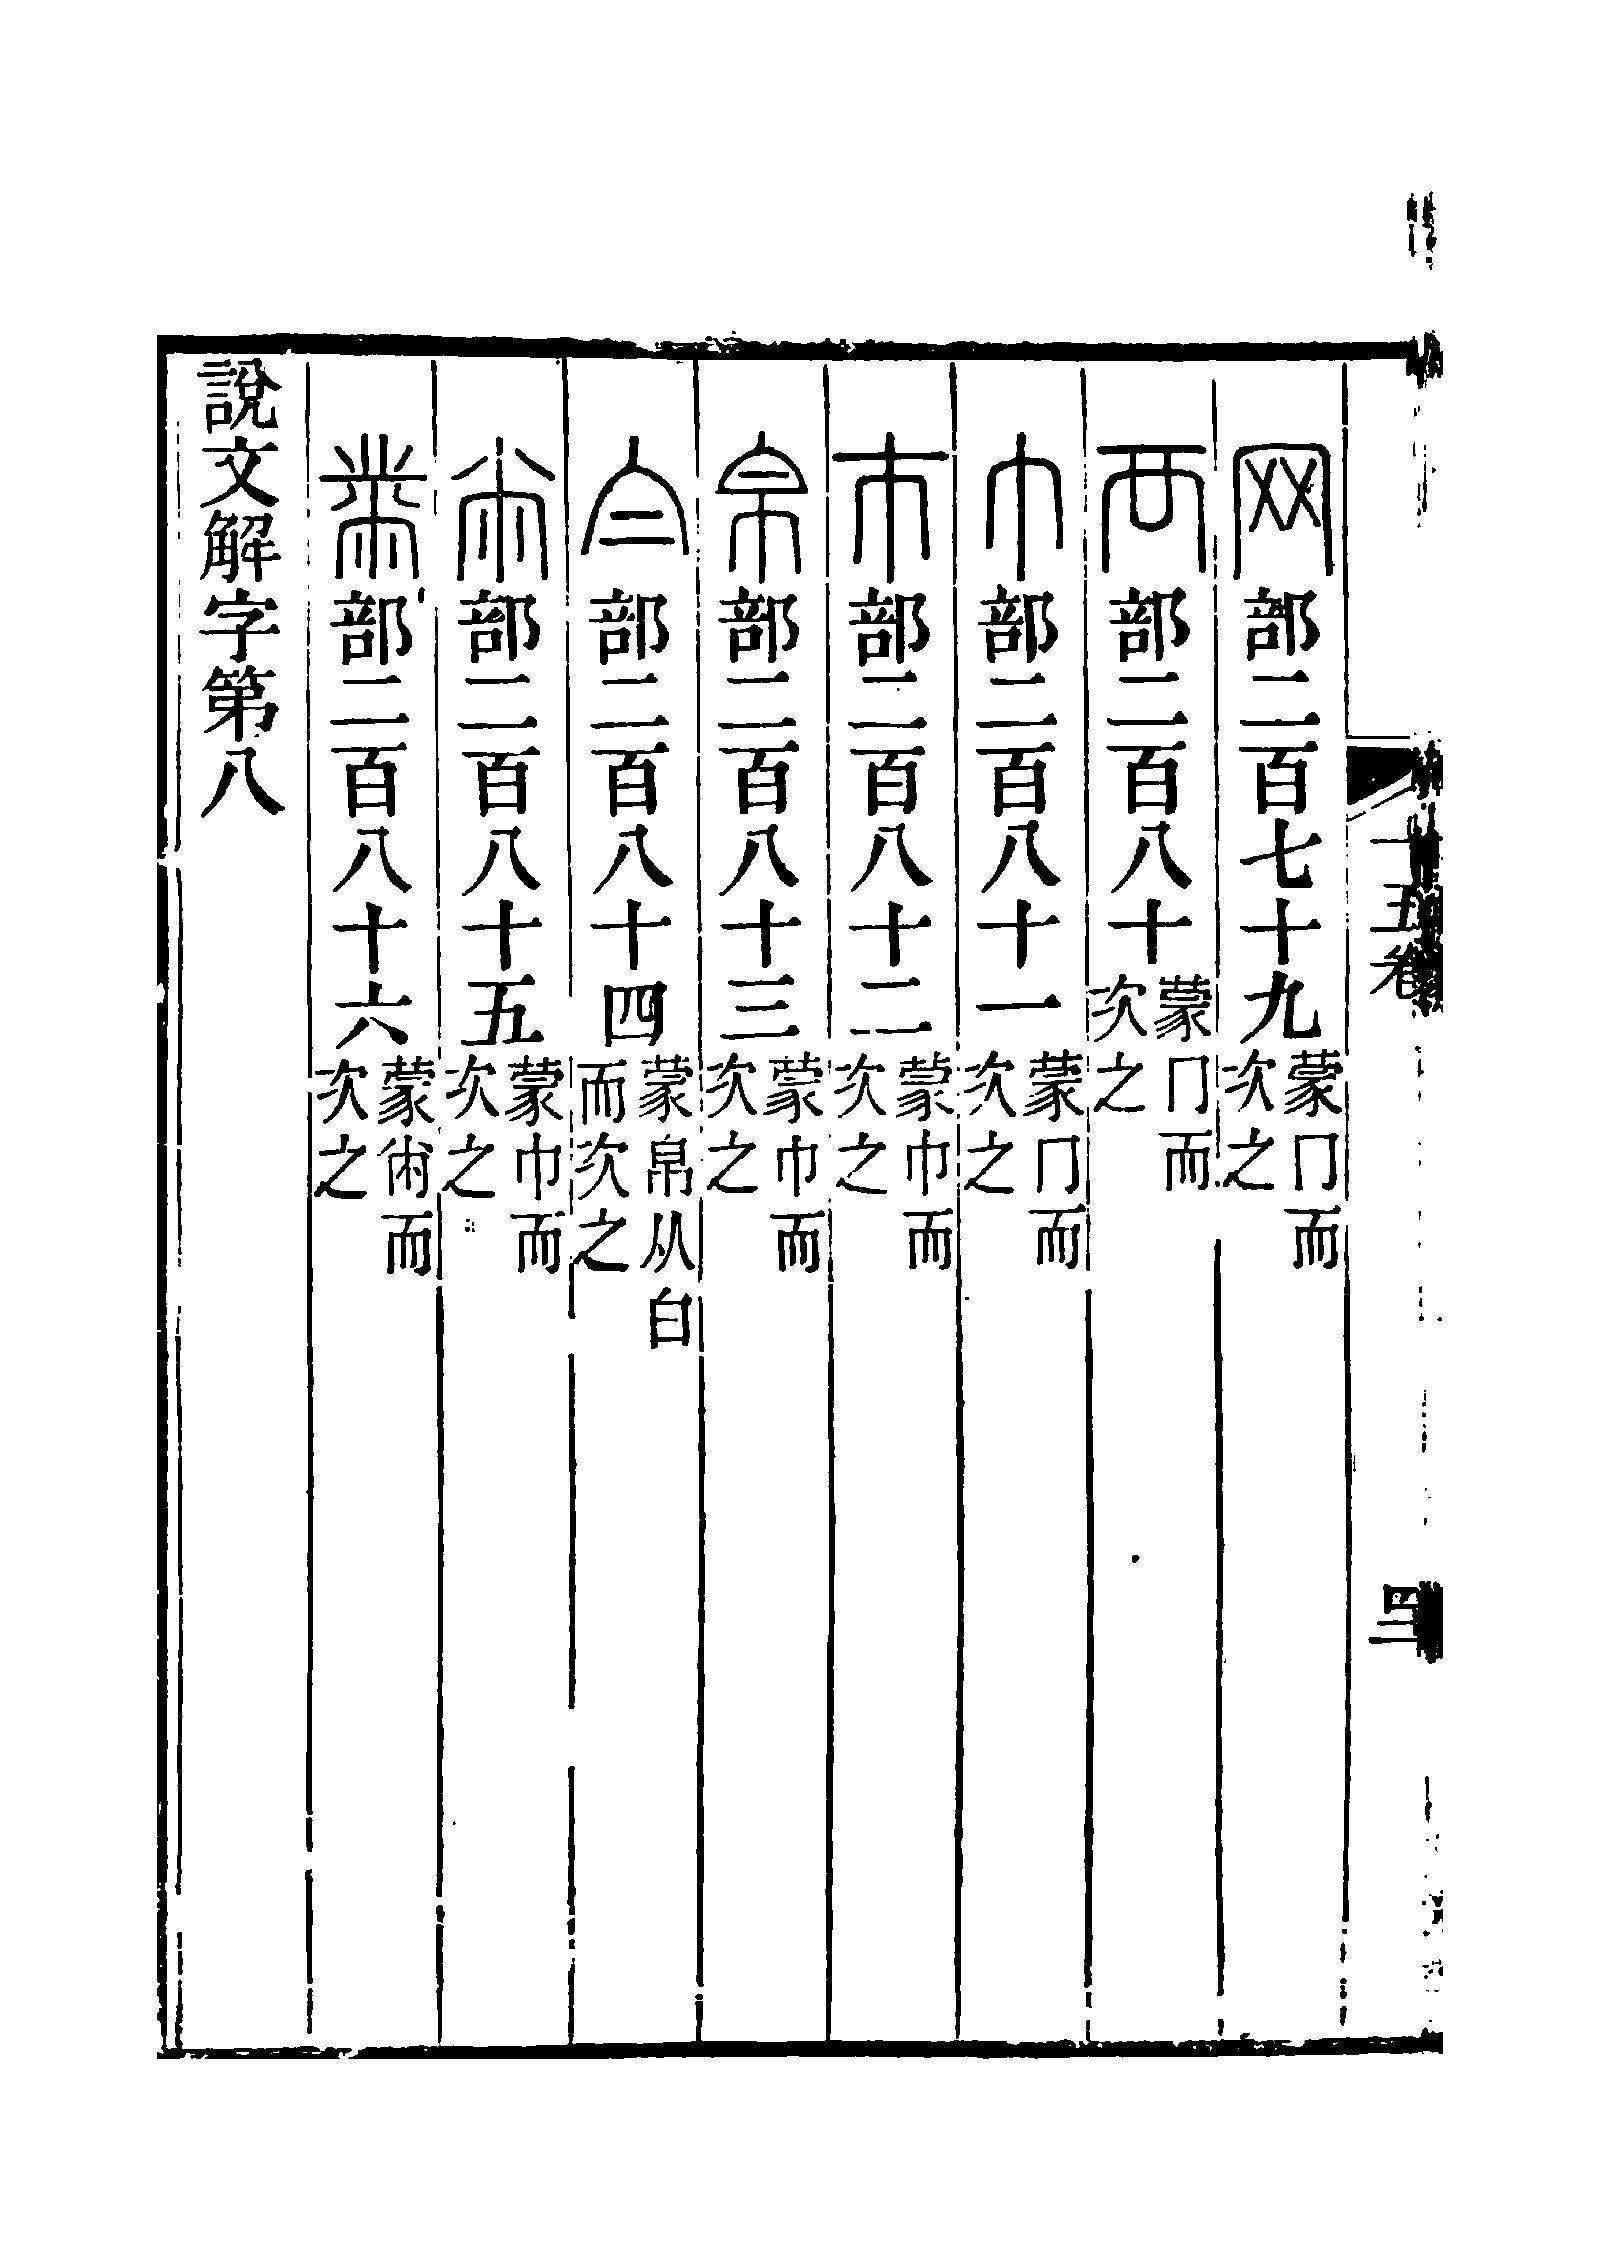 网部二百七十九蒙冂而次之
襾部二百八十蒙冂而次之
巾部二百八十一蒙冂而次之
巿部二百八十二蒙巾而次之
帛部二百八十三蒙巾而次之
白部二百八十四蒙帛从白而次之
㡀部二百八十五蒙巾而次之
黹部二百八十六蒙㡀而次之
說文解字第八
十五卷
四